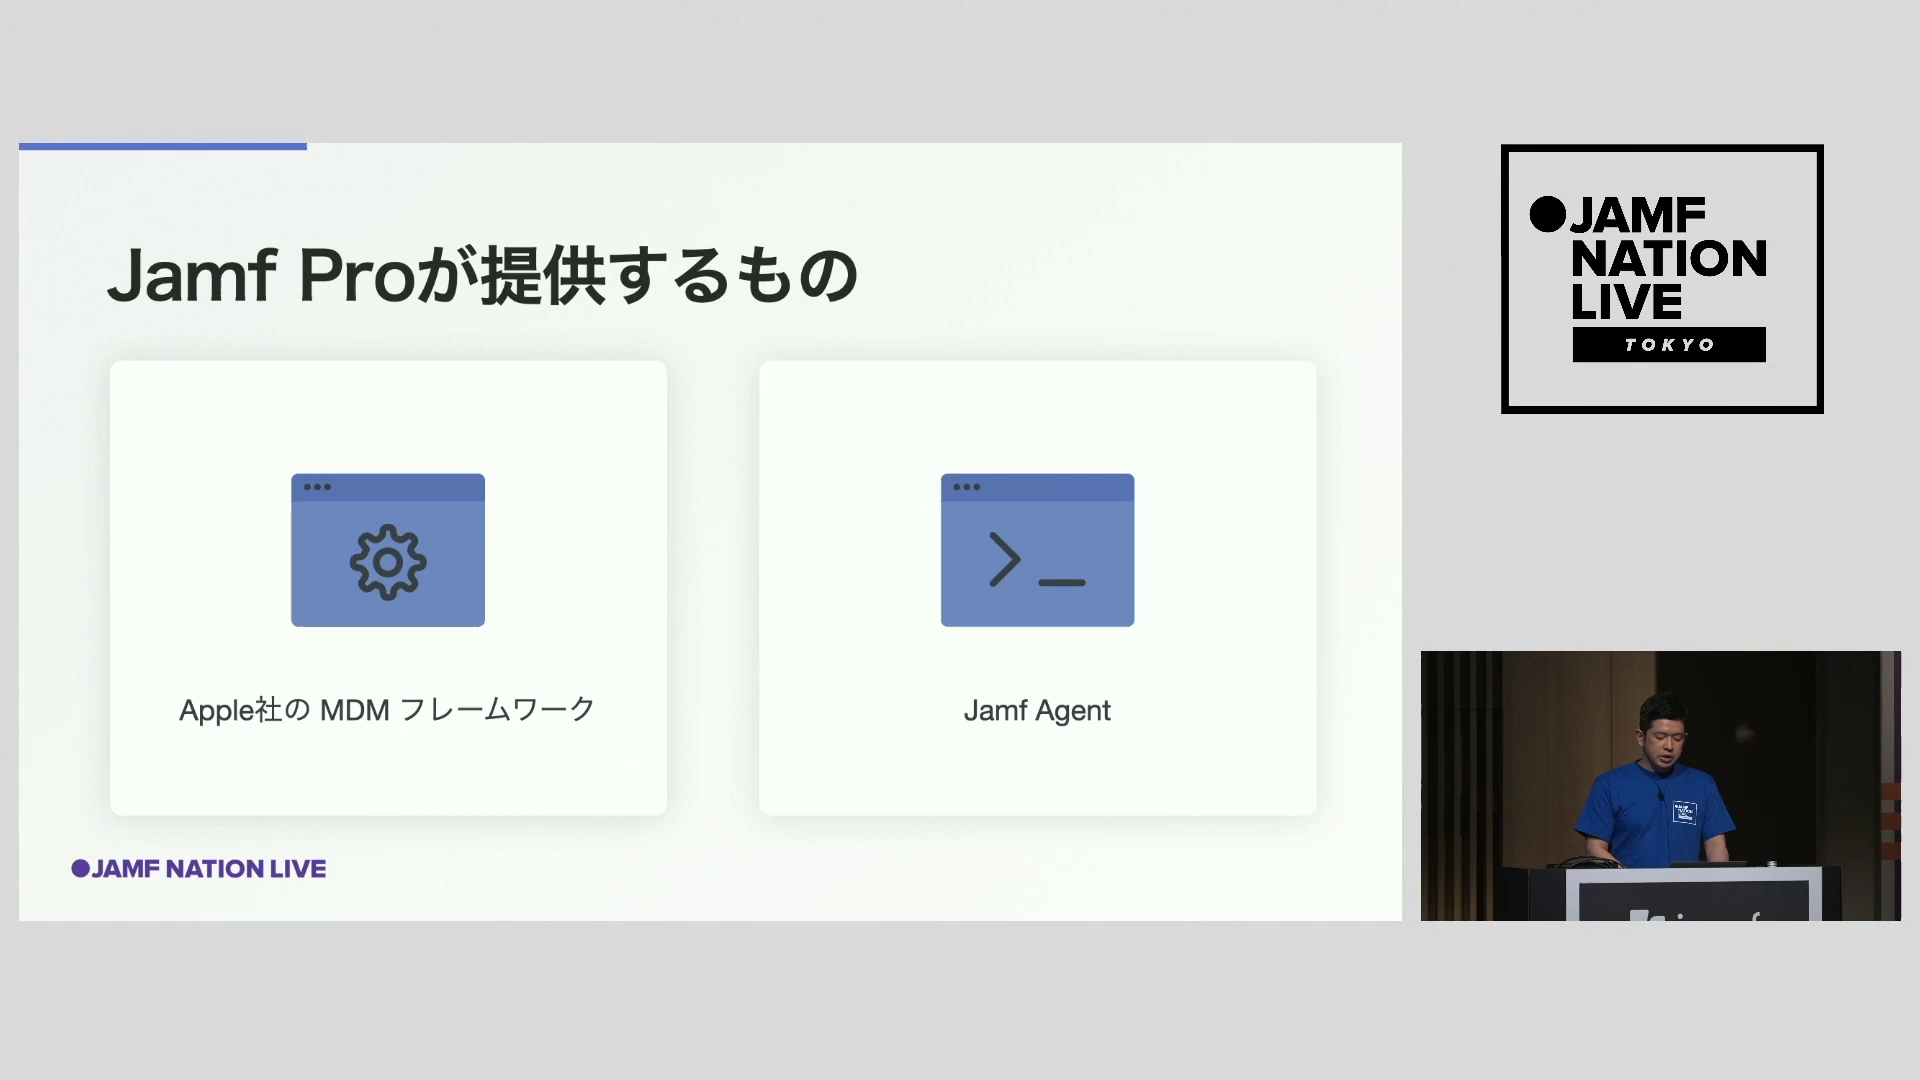 Jamf Proが提供するもの
Apple社の MDM フレームワーク
Jamf Agent
JAMF NATION LIVE
JAMF
NATION
LIVE
TOKYO